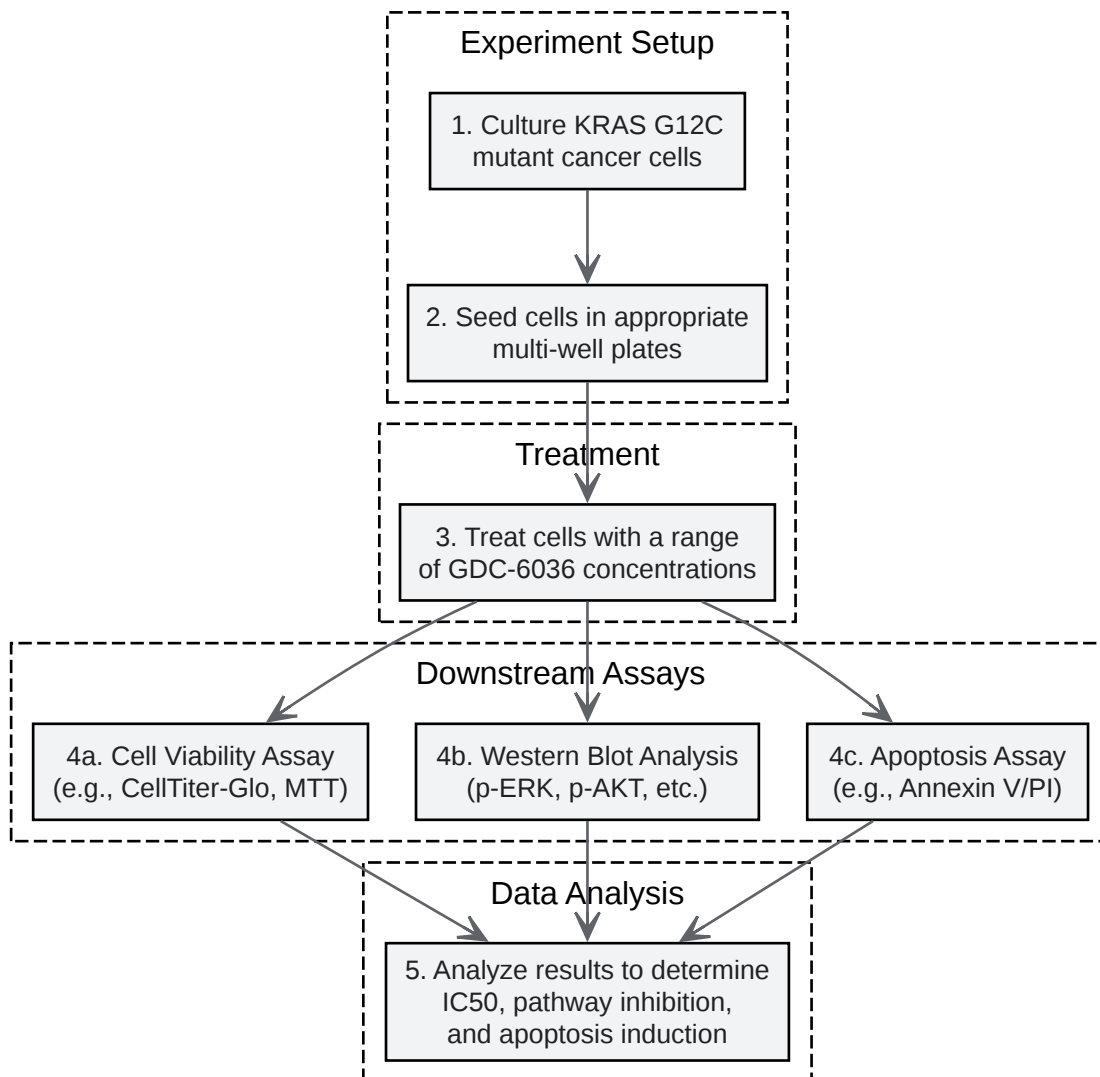 Experiment Setup
1. Culture KRAS G12C
mutant cancer cells
2. Seed cells in appropriate
multi-well plates
Treatment
3. Treat cells with a range
of GDC-6036 concentrations
Downstream Assays
4a. Cell Viability Assay
(e.g., CellTiter-Glo, MTT)
4b. Western Blot Analysis
(p-ERK, p-AKT, etc.)
4c. Apoptosis Assay
(e.g., Annexin V/PI)
Data Analysis
5. Analyze results to determine
IC50, pathway inhibition,
and apoptosis induction